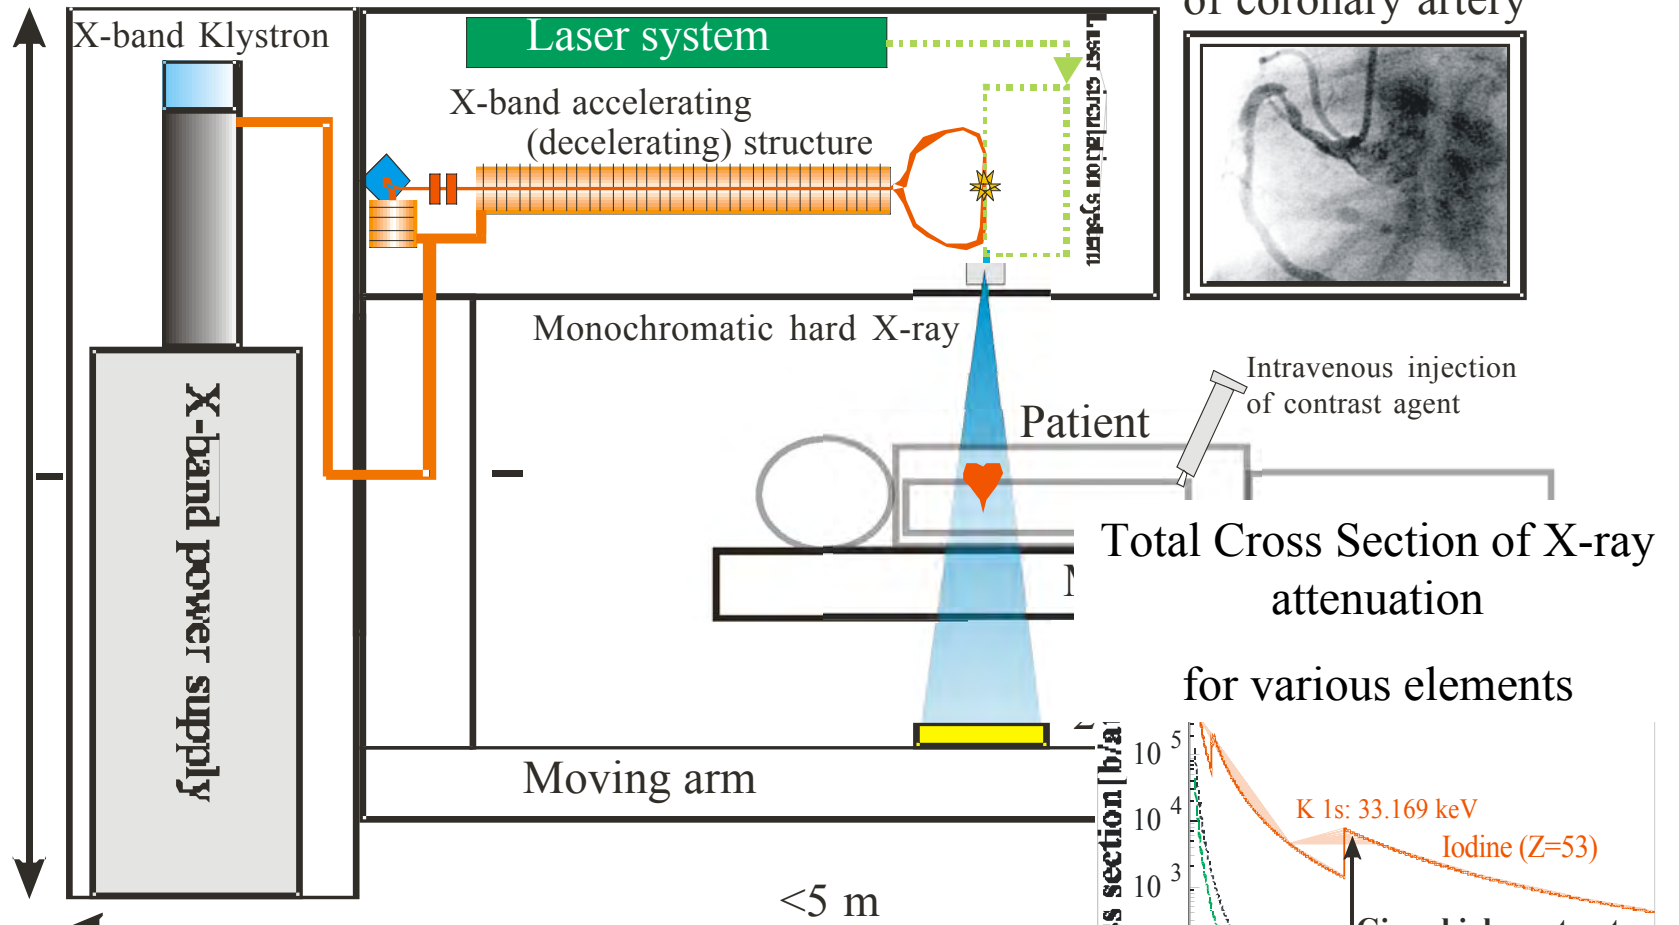 of coronary artery
X-band Klystron
Laser system
X-band accelerating
(decelerating) structure
Laser circulation system
Monochromatic hard X-ray
Intravenous injection
of contrast agent
Patient
X-band power supply
Total Cross Section of X-ray
attenuation
for various elements
Moving arm
10 5
K 1s: 33.169 keV
10 4
Iodine (Z=53)
10 3
<5 m